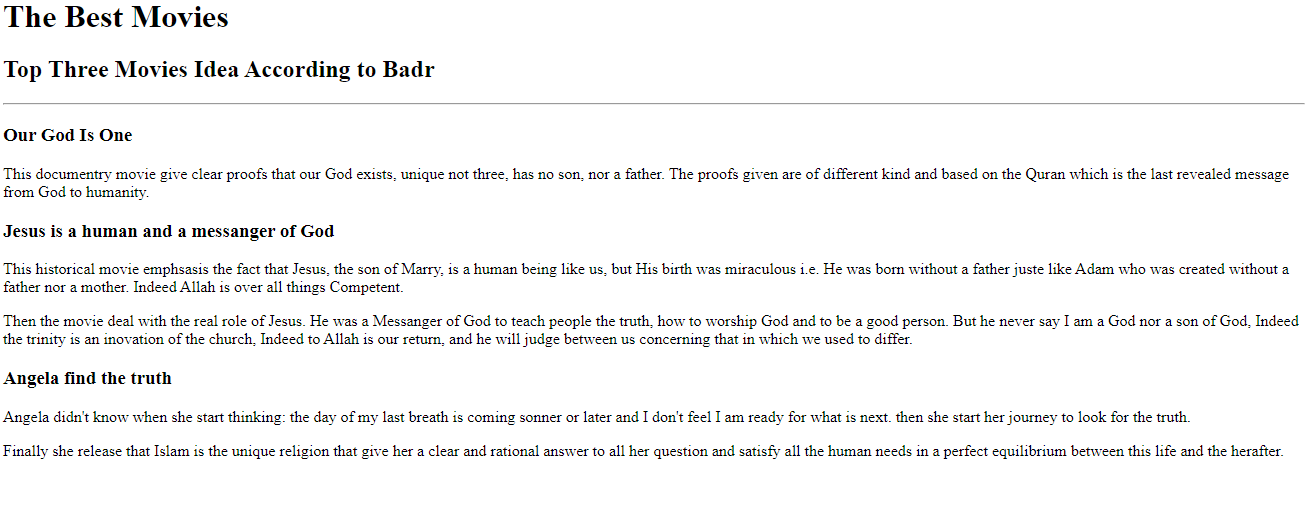 The Best Movies
Top Three Movies Idea According to Badr
Our God Is One
This documentry movie give clear proofs that our God exists, unique not three, has no son, nor a father. The proofs given are of different kind and based on the Quran which is the last revealed message
from God to humanity.
Jesus is a human and a messanger of God
This historical movie emphsasis the fact that Jesus, the son of Marry, is a human being like us, but His birth was miraculous i.e. He was born without a father juste like Adam who was created without a
father nor a mother. Indeed Allah is over all things Competent.
Then the movie deal with the real role of Jesus. He was a Messanger of God to teach people the truth, how to worship God and to be a good person. But he never say I am a God nor a son of God, Indeed
the trinity is an inovation of the church, Indeed to Allah is our return, and he will judge between us concerning that in which we used to differ.
Angela find the truth
Angela didn't know when she start thinking: the day of my last breath is coming sonner or later and I don't feel I am ready for what is next. then she start her journey to look for the truth.
Finally she release that Islam is the unique religion that give her a clear and rational answer to all her question and satisfy all the human needs in a perfect equilibrium between this life and the herafter.